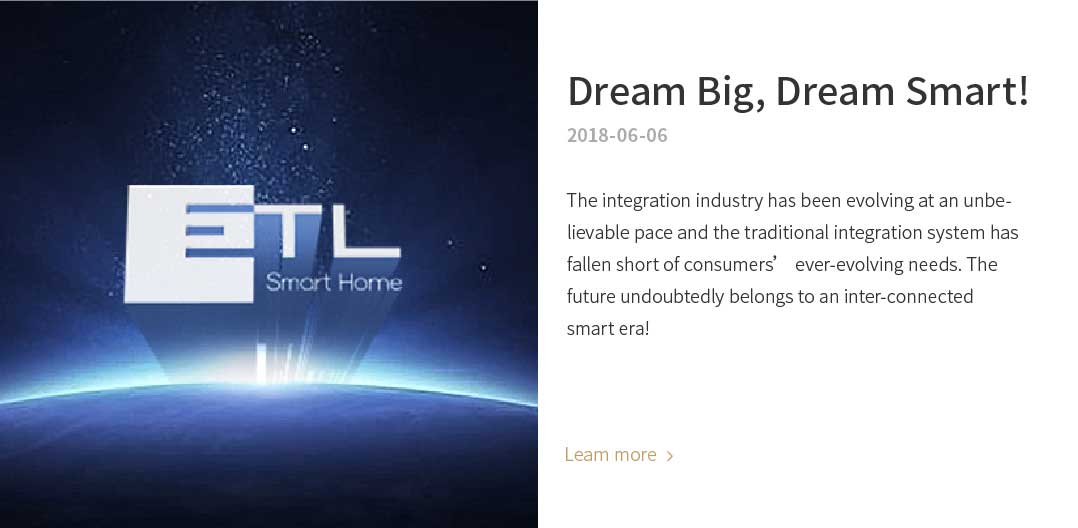 ETL
Smart Home
Dream Big, Dream Smart!
2018-06-06
The integration industry has been evolving at an unbe-
lievable pace and the traditional integration system has
fallen short of consumers’ ever-evolving needs. The
future undoubtedly belongs to an inter-connected
smart era!
Learn more >